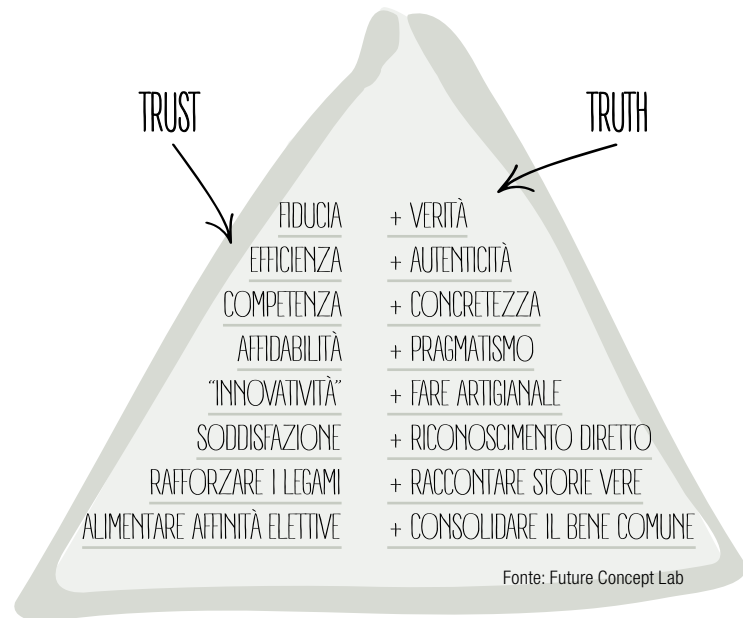 TRUST
TRUTH
FIDUCIA + VERITÀ
EFFICIENZA + AUTENTICITÀ
COMPETENZA + CONCRETEZZA
AFFIDABILITÀ + PRAGMATISMO
“INNOVATIVITÀ” + FARE ARTIGIANALE
SODDISFAZIONE + RICONOSCIMENTO DIRETTO
RAFFORZARE I LEGAMI + RACCONTARE STORIE VERE
ALIMENTARE AFFINITÀ ELETTIVE + CONSOLIDARE IL BENE COMUNE
Fonte: Future Concept Lab